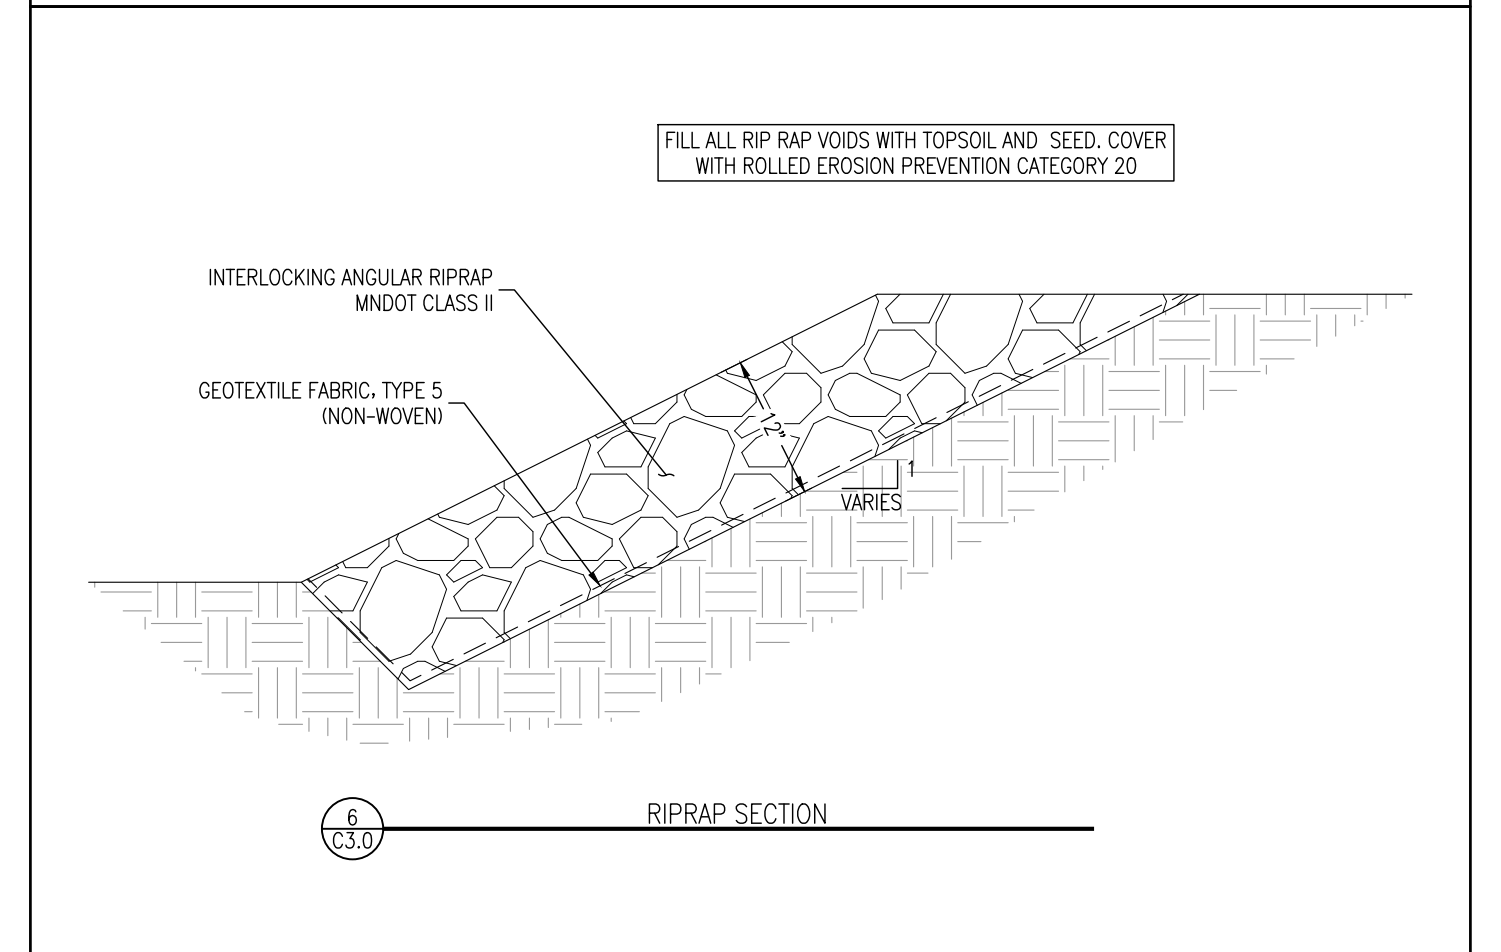 FILL ALL RIP RAP VOIDS WITH TOPSOIL AND SEED. COVER
WITH ROLLED EROSION PREVENTION CATEGORY 20
INTERLOCKING ANGULAR RIPRAP
MNDOT CLASS II
GEOTEXTILE FABRIC, TYPE 5
(NON-WOVEN)
12"
1
VARIES
RIPRAP SECTION
6
C3.0